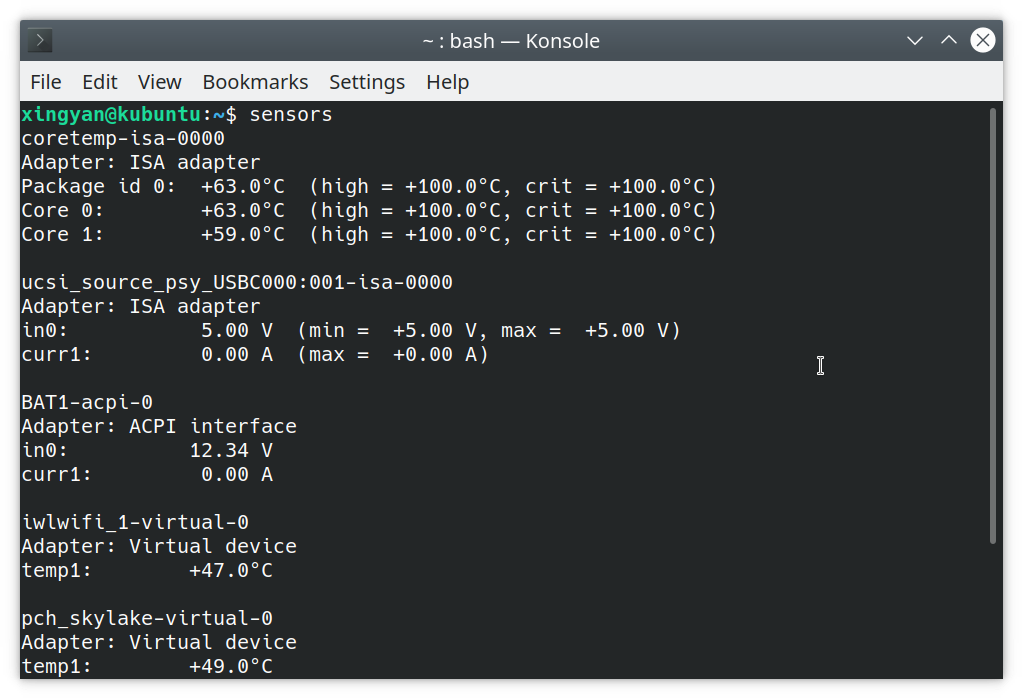 ~ : bash — Konsole
File Edit View Bookmarks Settings Help
xingyan@kubuntu:~$ sensors
coretemp-isa-0000
Adapter: ISA adapter
Package id 0:  +63.0°C  (high = +100.0°C, crit = +100.0°C)
Core 0:        +63.0°C  (high = +100.0°C, crit = +100.0°C)
Core 1:        +59.0°C  (high = +100.0°C, crit = +100.0°C)

ucsi_source_psy_USBC000:001-isa-0000
Adapter: ISA adapter
in0:           5.00 V  (min =  +5.00 V, max =  +5.00 V)
curr1:         0.00 A  (max =  +0.00 A)

BAT1-acpi-0
Adapter: ACPI interface
in0:          12.34 V
curr1:         0.00 A

iwlwifi_1-virtual-0
Adapter: Virtual device
temp1:        +47.0°C

pch_skylake-virtual-0
Adapter: Virtual device
temp1:        +49.0°C